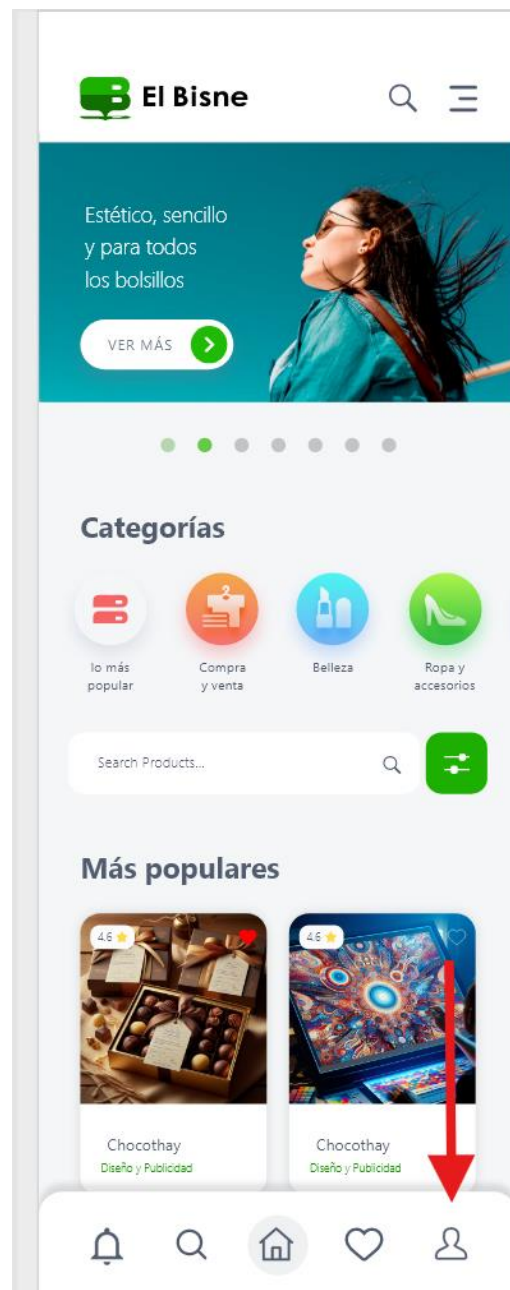 El Bisne
Estético, sencillo
y para todos
los bolsillos
VER MÁS
Categorías
lo más
popular
Compra
y venta
Belleza
Ropa y
accesorios
Search Products...
Más populares
4.6
4.6
Chocothay
Diseño y Publicidad
Chocothay
Diseño y Publicidad